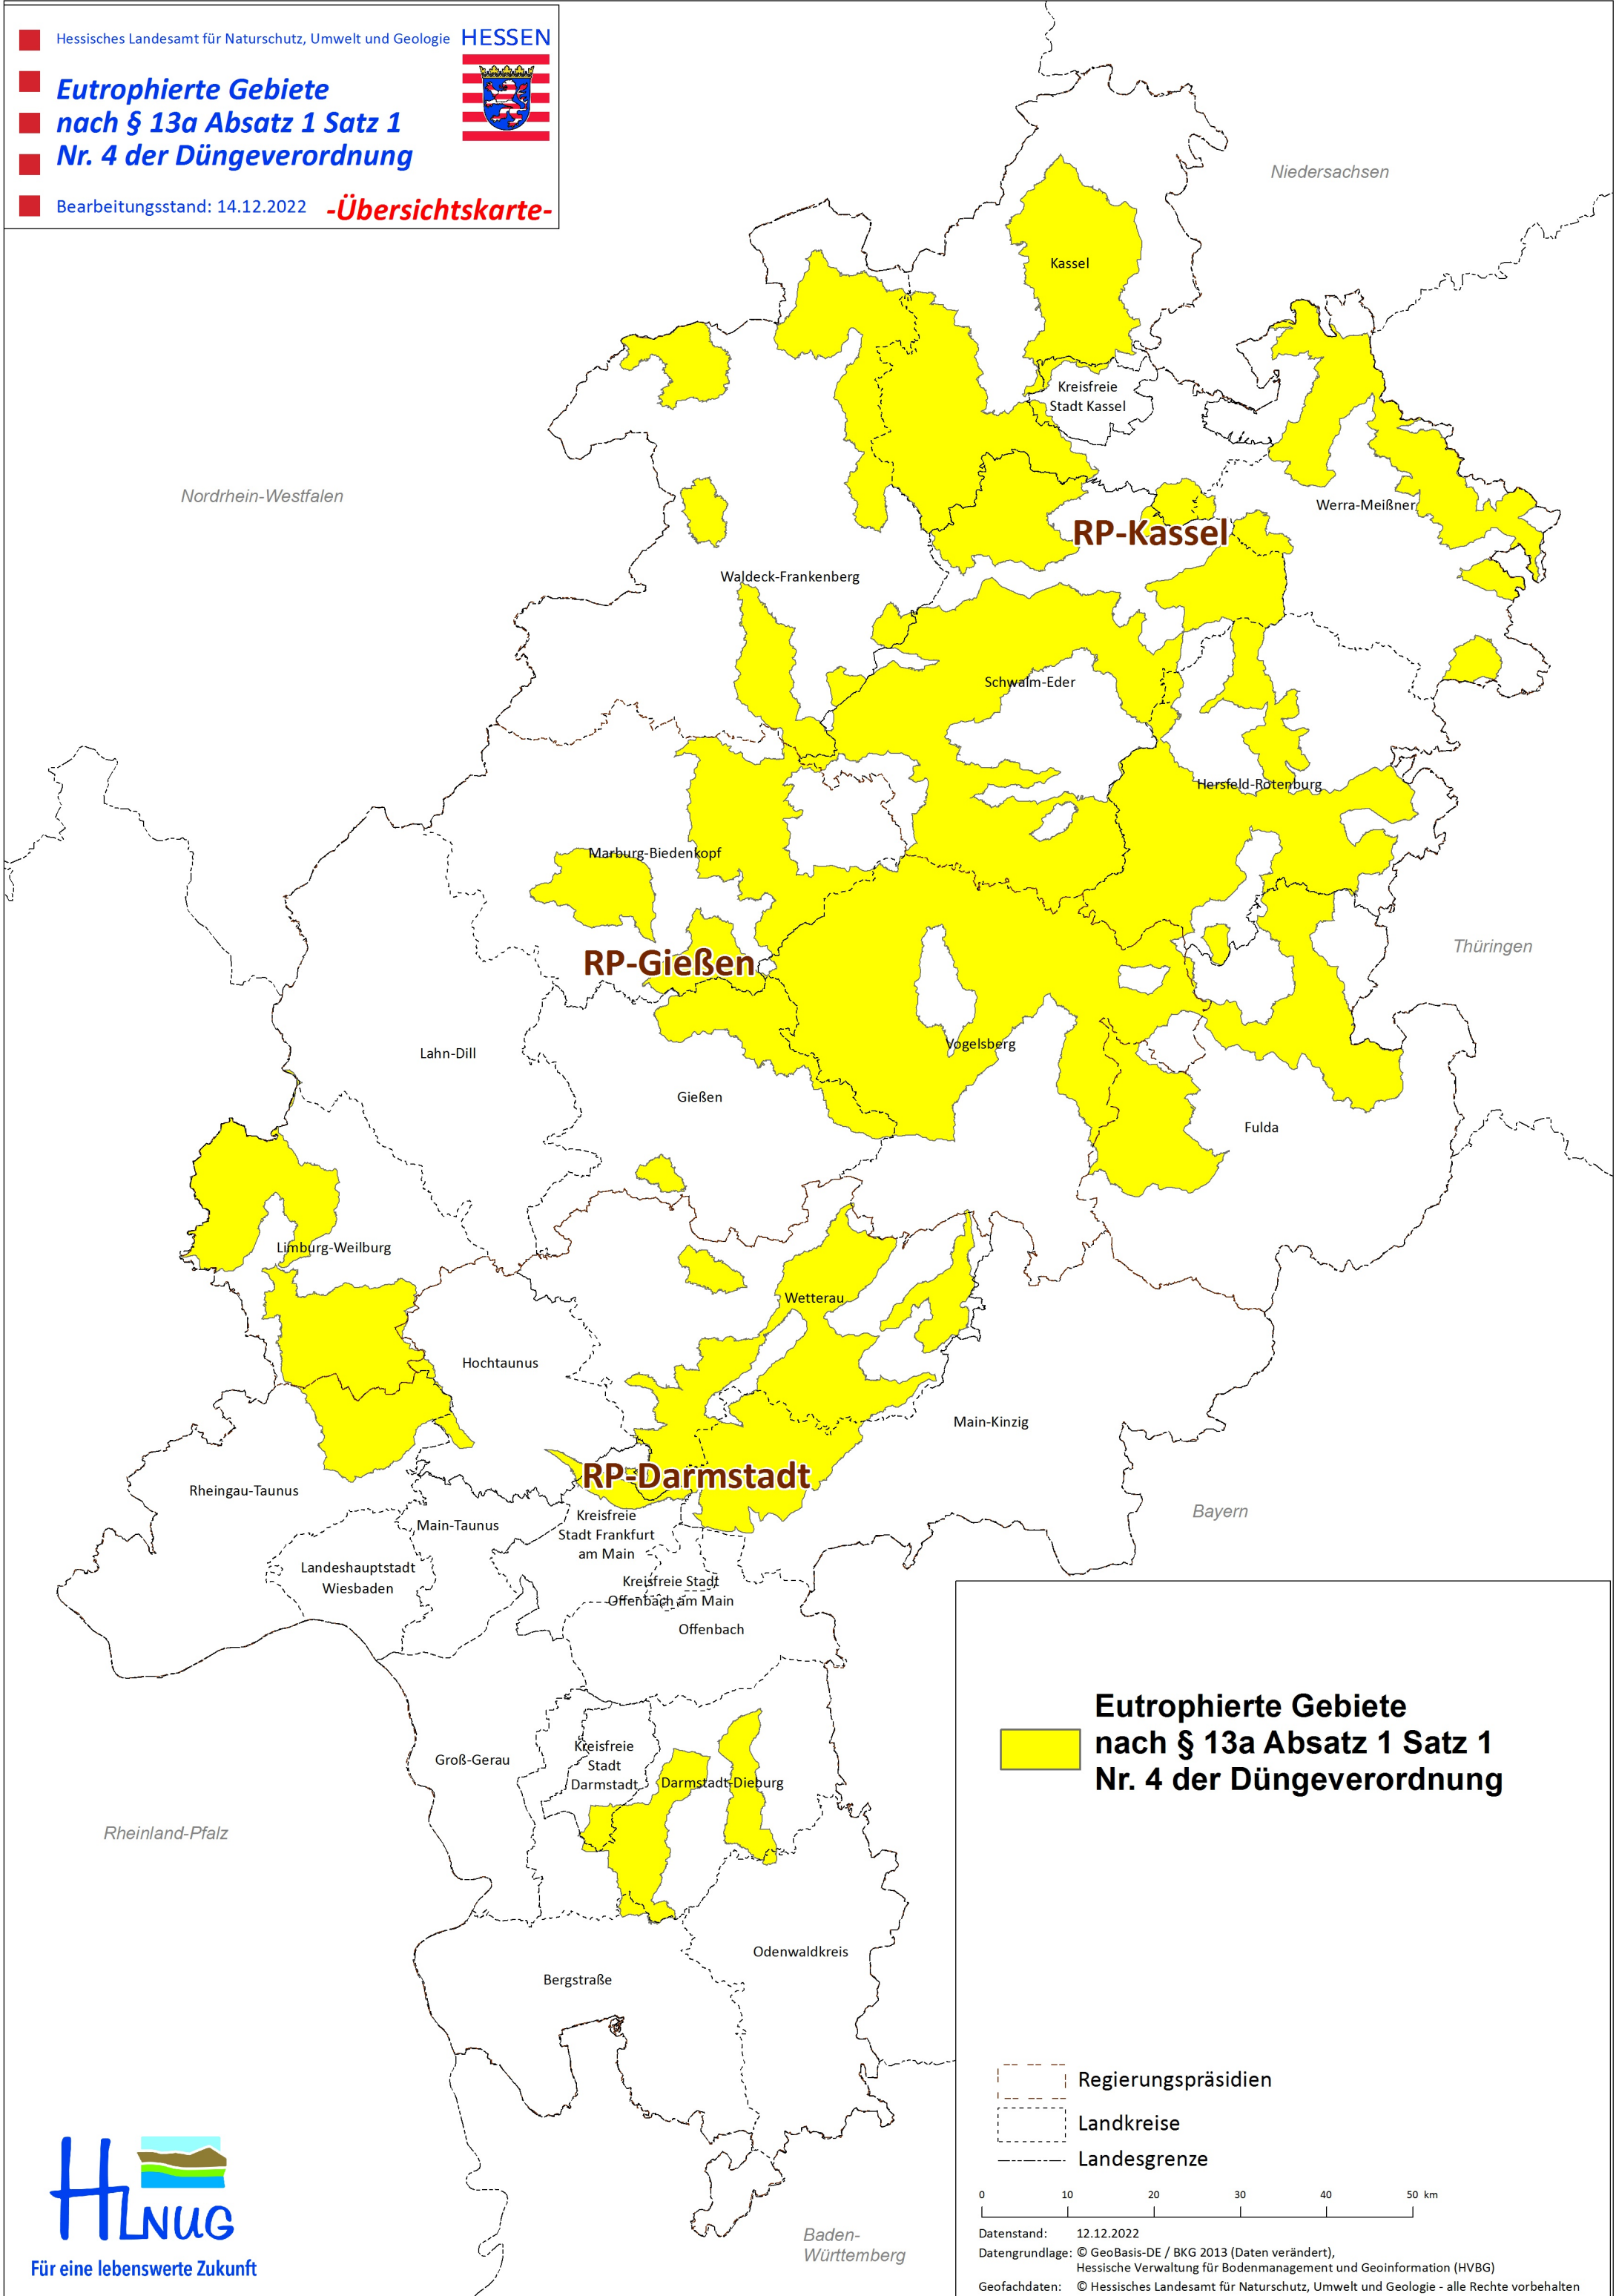 Hessisches Landesamt für Naturschutz, Umwelt und Geologie
HESSEN
Eutrophierte Gebiete
nach § 13a Absatz 1 Satz 1
Nr. 4 der Düngeverordnung
Bearbeitungsstand: 14.12.2022
-Übersichtskarte-
Niedersachsen
Kassel
Kreisfreie
Stadt Kassel
Nordrhein-Westfalen
Werra-Meißner
RP-Kassel
Waldeck-Frankenberg
Schwalm-Eder
Hersfeld-Rotenburg
Marburg-Biedenkopf
Thüringen
RP-Gießen
Vogelsberg
Lahn-Dill
Gießen
Fulda
Limburg-Weilburg
Wetterau
Hochtaunus
Main-Kinzig
RP-Darmstadt
Rheingau-Taunus
Bayern
Main-Taunus
Kreisfreie
Stadt Frankfurt
am Main
Landeshauptstadt
Wiesbaden
Kreisfreie Stadt
Offenbach am Main
Offenbach
Groß-Gerau
Kreisfreie
Stadt
Darmstadt
Darmstadt-Dieburg
Rheinland-Pfalz
Odenwaldkreis
Bergstraße
Baden-
Württemberg
Eutrophierte Gebiete
nach § 13a Absatz 1 Satz 1
Nr. 4 der Düngeverordnung
Regierungspräsidien
Landkreise
Landesgrenze
0 10 20 30 40 50 km
Datenstand: 12.12.2022
Datengrundlage: © GeoBasis-DE / BKG 2013 (Daten verändert),
Hessische Verwaltung für Bodenmanagement und Geoinformation (HVBG)
Geofachdaten: © Hessisches Landesamt für Naturschutz, Umwelt und Geologie - alle Rechte vorbehalten
HLNUG
Für eine lebenswerte Zukunft